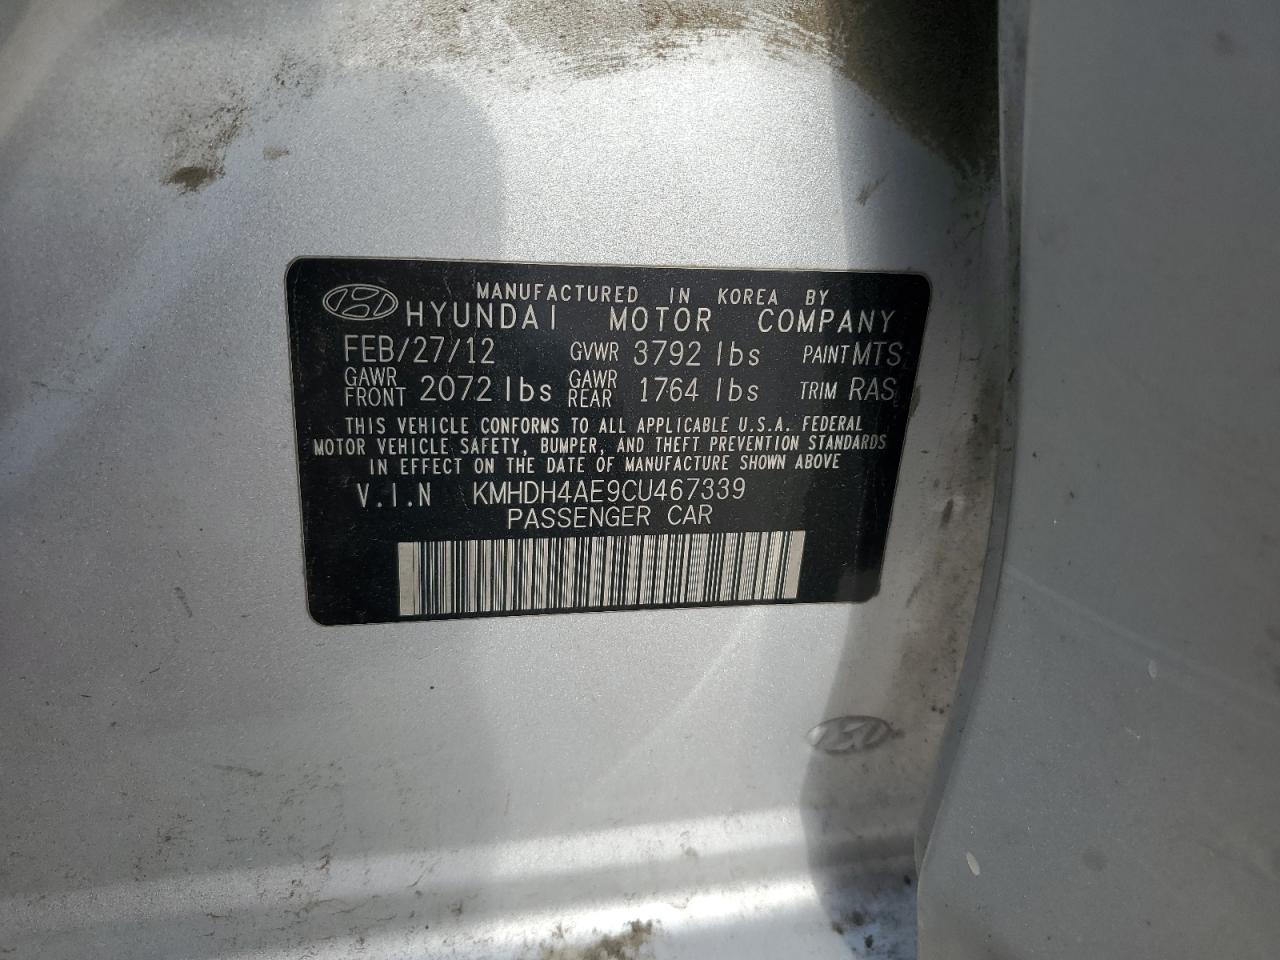 MANUFACTURED IN KOREA BY
HYUNDAI MOTOR COMPANY
FEB/27/12 GVWR 3792 lbs PAINT MTS
GAWR FRONT 2072 lbs GAWR REAR 1764 lbs TRIM RAS
THIS VEHICLE CONFORMS TO ALL APPLICABLE U.S.A. FEDERAL
MOTOR VEHICLE SAFETY, BUMPER, AND THEFT PREVENTION STANDARDS
IN EFFECT ON THE DATE OF MANUFACTURE SHOWN ABOVE
V.I.N KMHDH4AE9CU467339
PASSENGER CAR